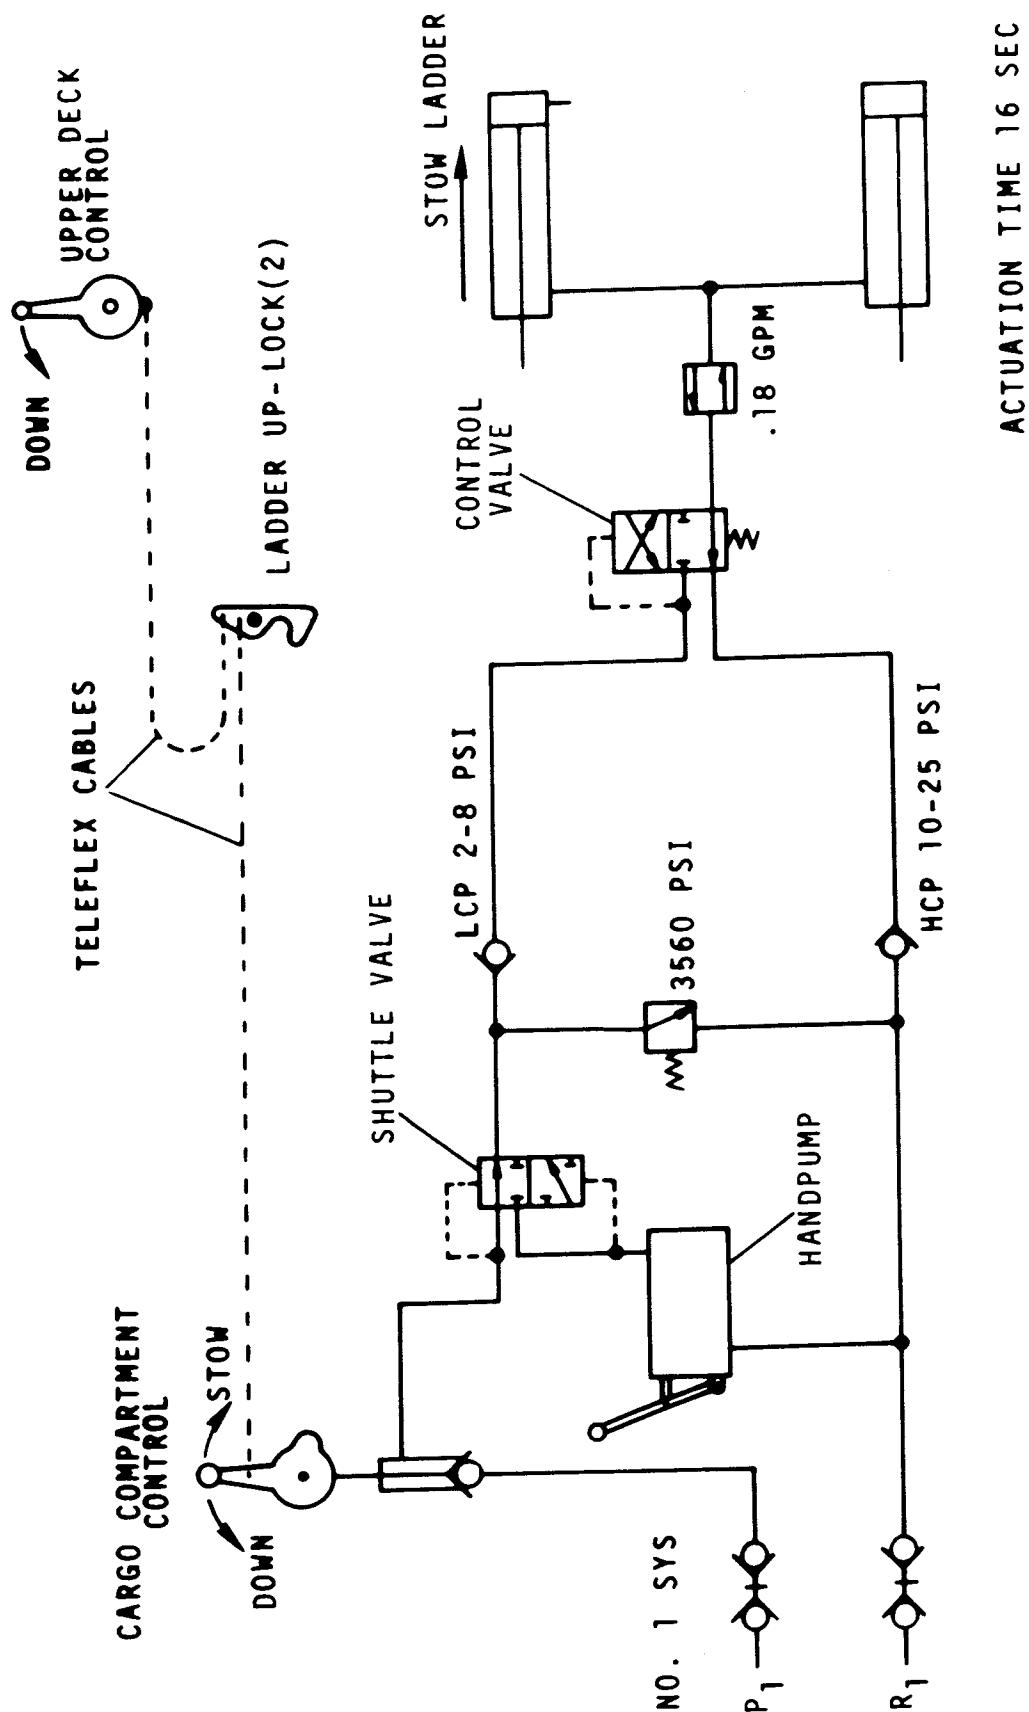 UPPER DECK
CONTROL
DOWN
LADDER UP-LOCK(2)
TELEFLEX CABLES
CARGO COMPARTMENT
CONTROL
STOW
DOWN
STOW LADDER
CONTROL
VALVE
.18 GPM
LCP 2-8 PSI
SHUTTLE VALVE
3560 PSI
HCP 10-25 PSI
HANDPUMP
NO. 1 SYS
P1
R1
ACTUATION TIME 16 SEC